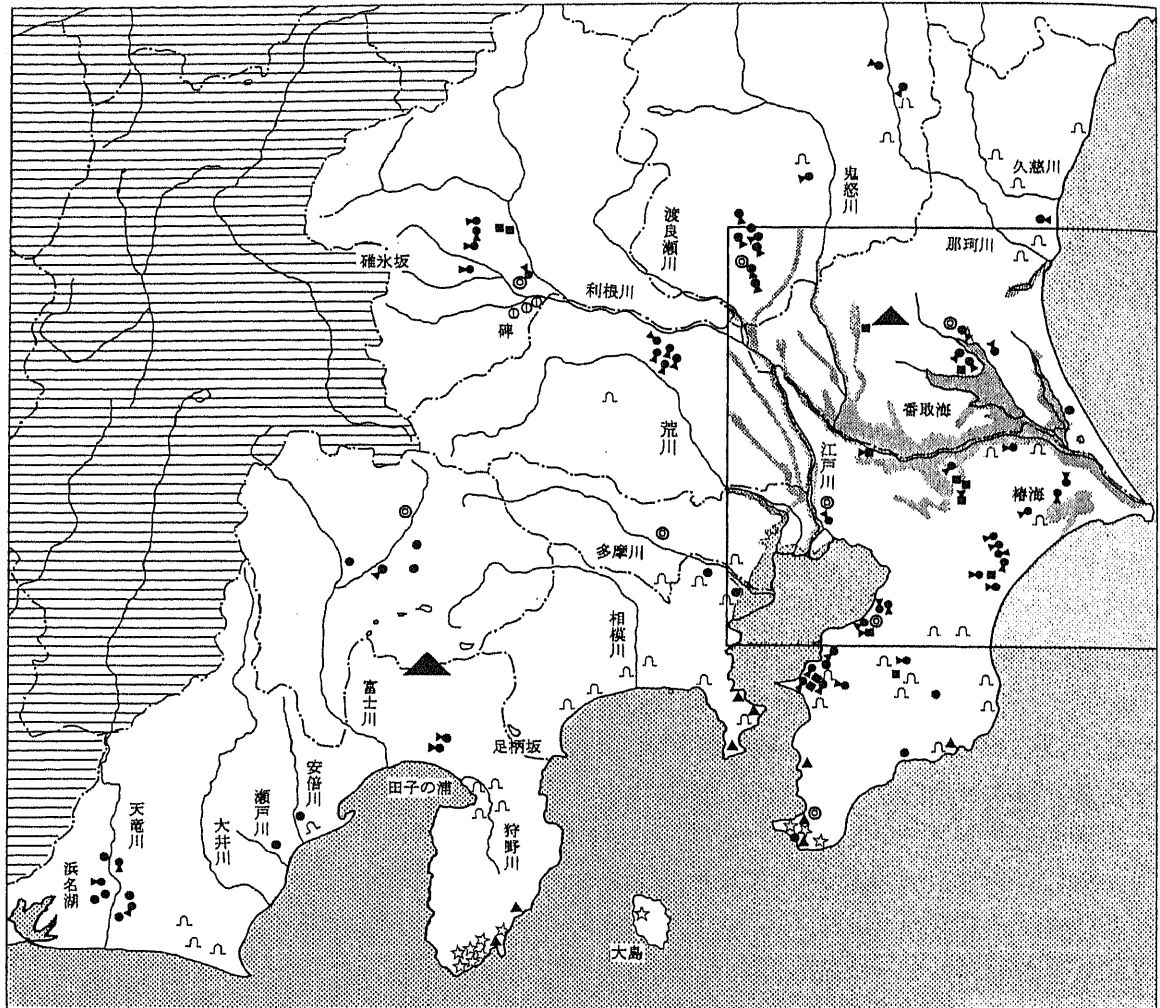 久慈川
鬼怒川
渡良瀬川
那珂川
碓氷坂
利根川
碑
香取海
荒川
江戸川
椿海
多摩川
相模川
富士川
足柄坂
安倍川
田子の浦
瀬戸川
天竜川
大井川
狩野川
浜名湖
大島